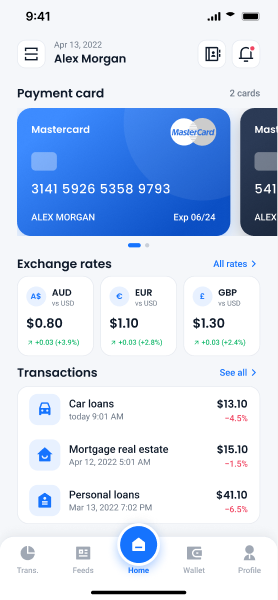 9:41
Apr 13, 2022
Alex Morgan
Payment card
2 cards
Mastercard
MasterCard
3141 5926 5358 9793
ALEX MORGAN
Exp 06/24
Mast
541
ALEX
Exchange rates
All rates
A$
AUD
vs USD
$0.80
+0.03 (+3.9%)
€
EUR
vs USD
$1.10
+0.03 (+2.8%)
£
GBP
vs USD
$1.30
+0.03 (+2.4%)
Transactions
See all
Car loans
today 9:01 AM
$13.10
−4.5%
Mortgage real estate
Apr 12, 2022 5:01 AM
$15.10
−1.5%
Personal loans
Mar 13, 2022 7:02 PM
$41.10
−6.5%
Trans.
Feeds
Home
Wallet
Profile